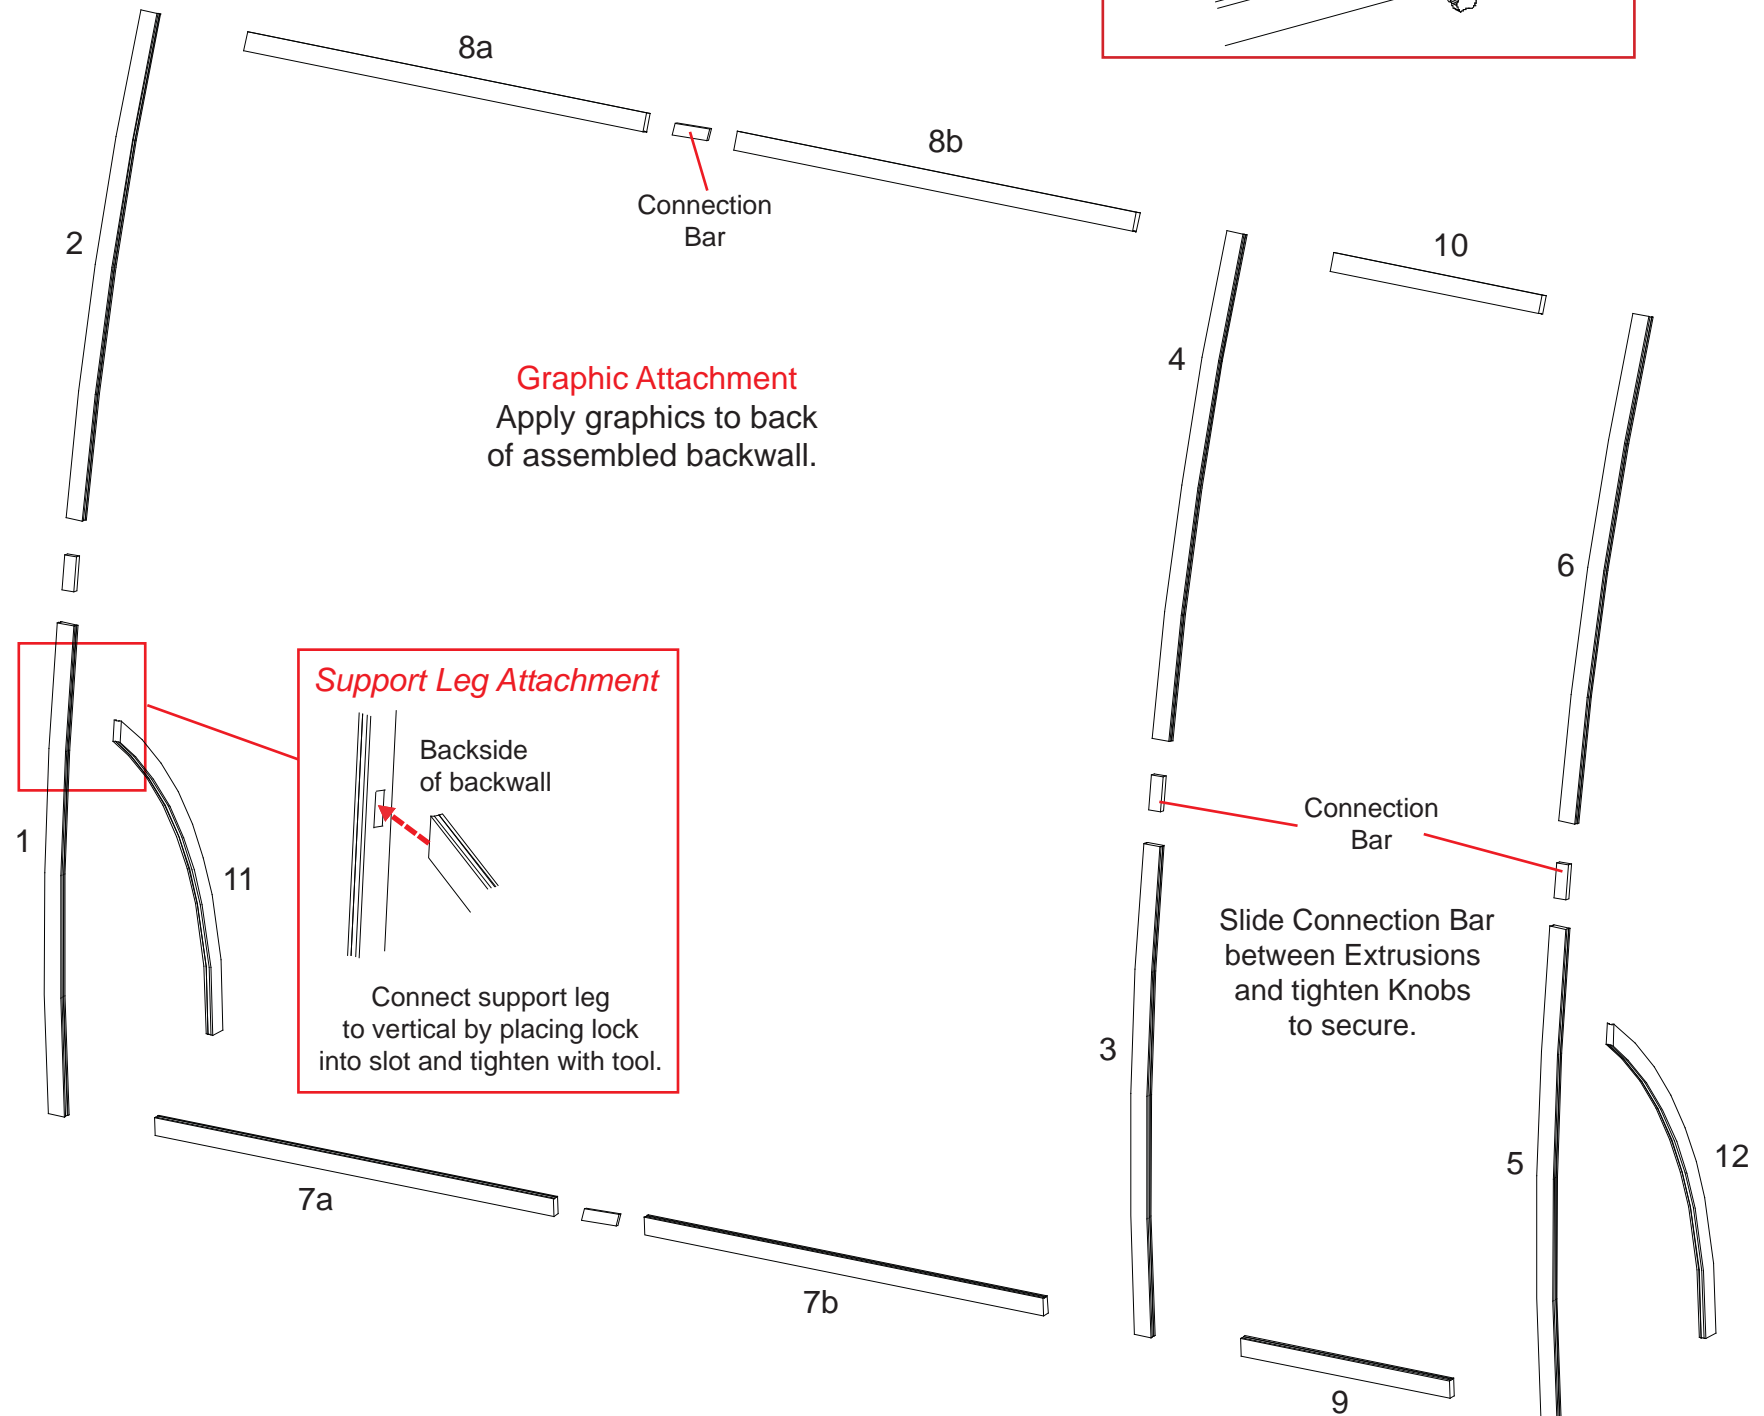 8a
8b
Connection
Bar
2
10
4
Graphic Attachment
Apply graphics to back
of assembled backwall.
6
Support Leg Attachment
Backside
of backwall
Connect support leg
to vertical by placing lock
into slot and tighten with tool.
1
11
Connection
Bar
Slide Connection Bar
between Extrusions
and tighten Knobs
to secure.
3
5
12
7a
7b
9